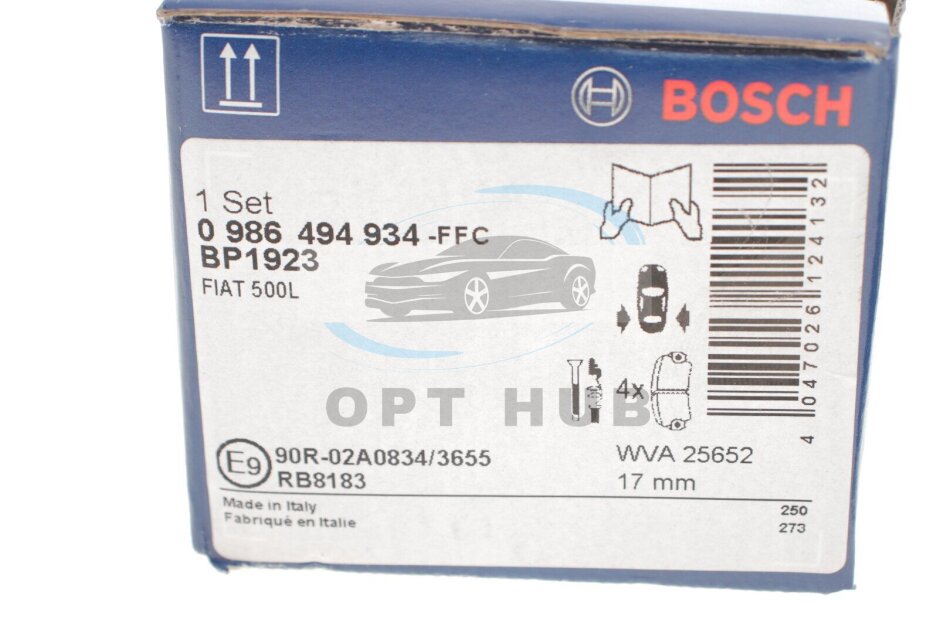 BOSCH
1 Set
0 986 494 934 -FFC
BP1923
FIAT 500L
4x
4 047026 124132
OPT HUB
E9
90R-02A0834/3655
RB8183
WVA 25652
17 mm
Made in Italy
Fabriqué en Italie
250
273